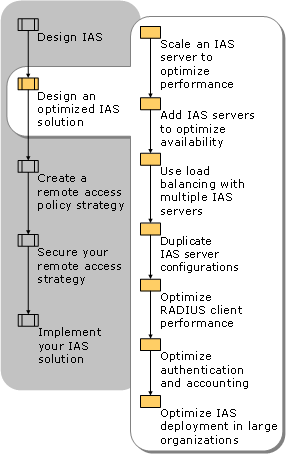 Design IAS
Design an
optimized IAS
solution
Create a
remote access
policy strategy
Secure your
remote access
strategy
Implement
your IAS
solution
Scale an IAS
server to
optimize
performance
Add IAS servers
to optimize
availability
Use load
balancing with
multiple IAS
servers
Duplicate
IAS server
configurations
Optimize
RADIUS client
performance
Optimize
authentication
and accounting
Optimize IAS
deployment in large
organizations